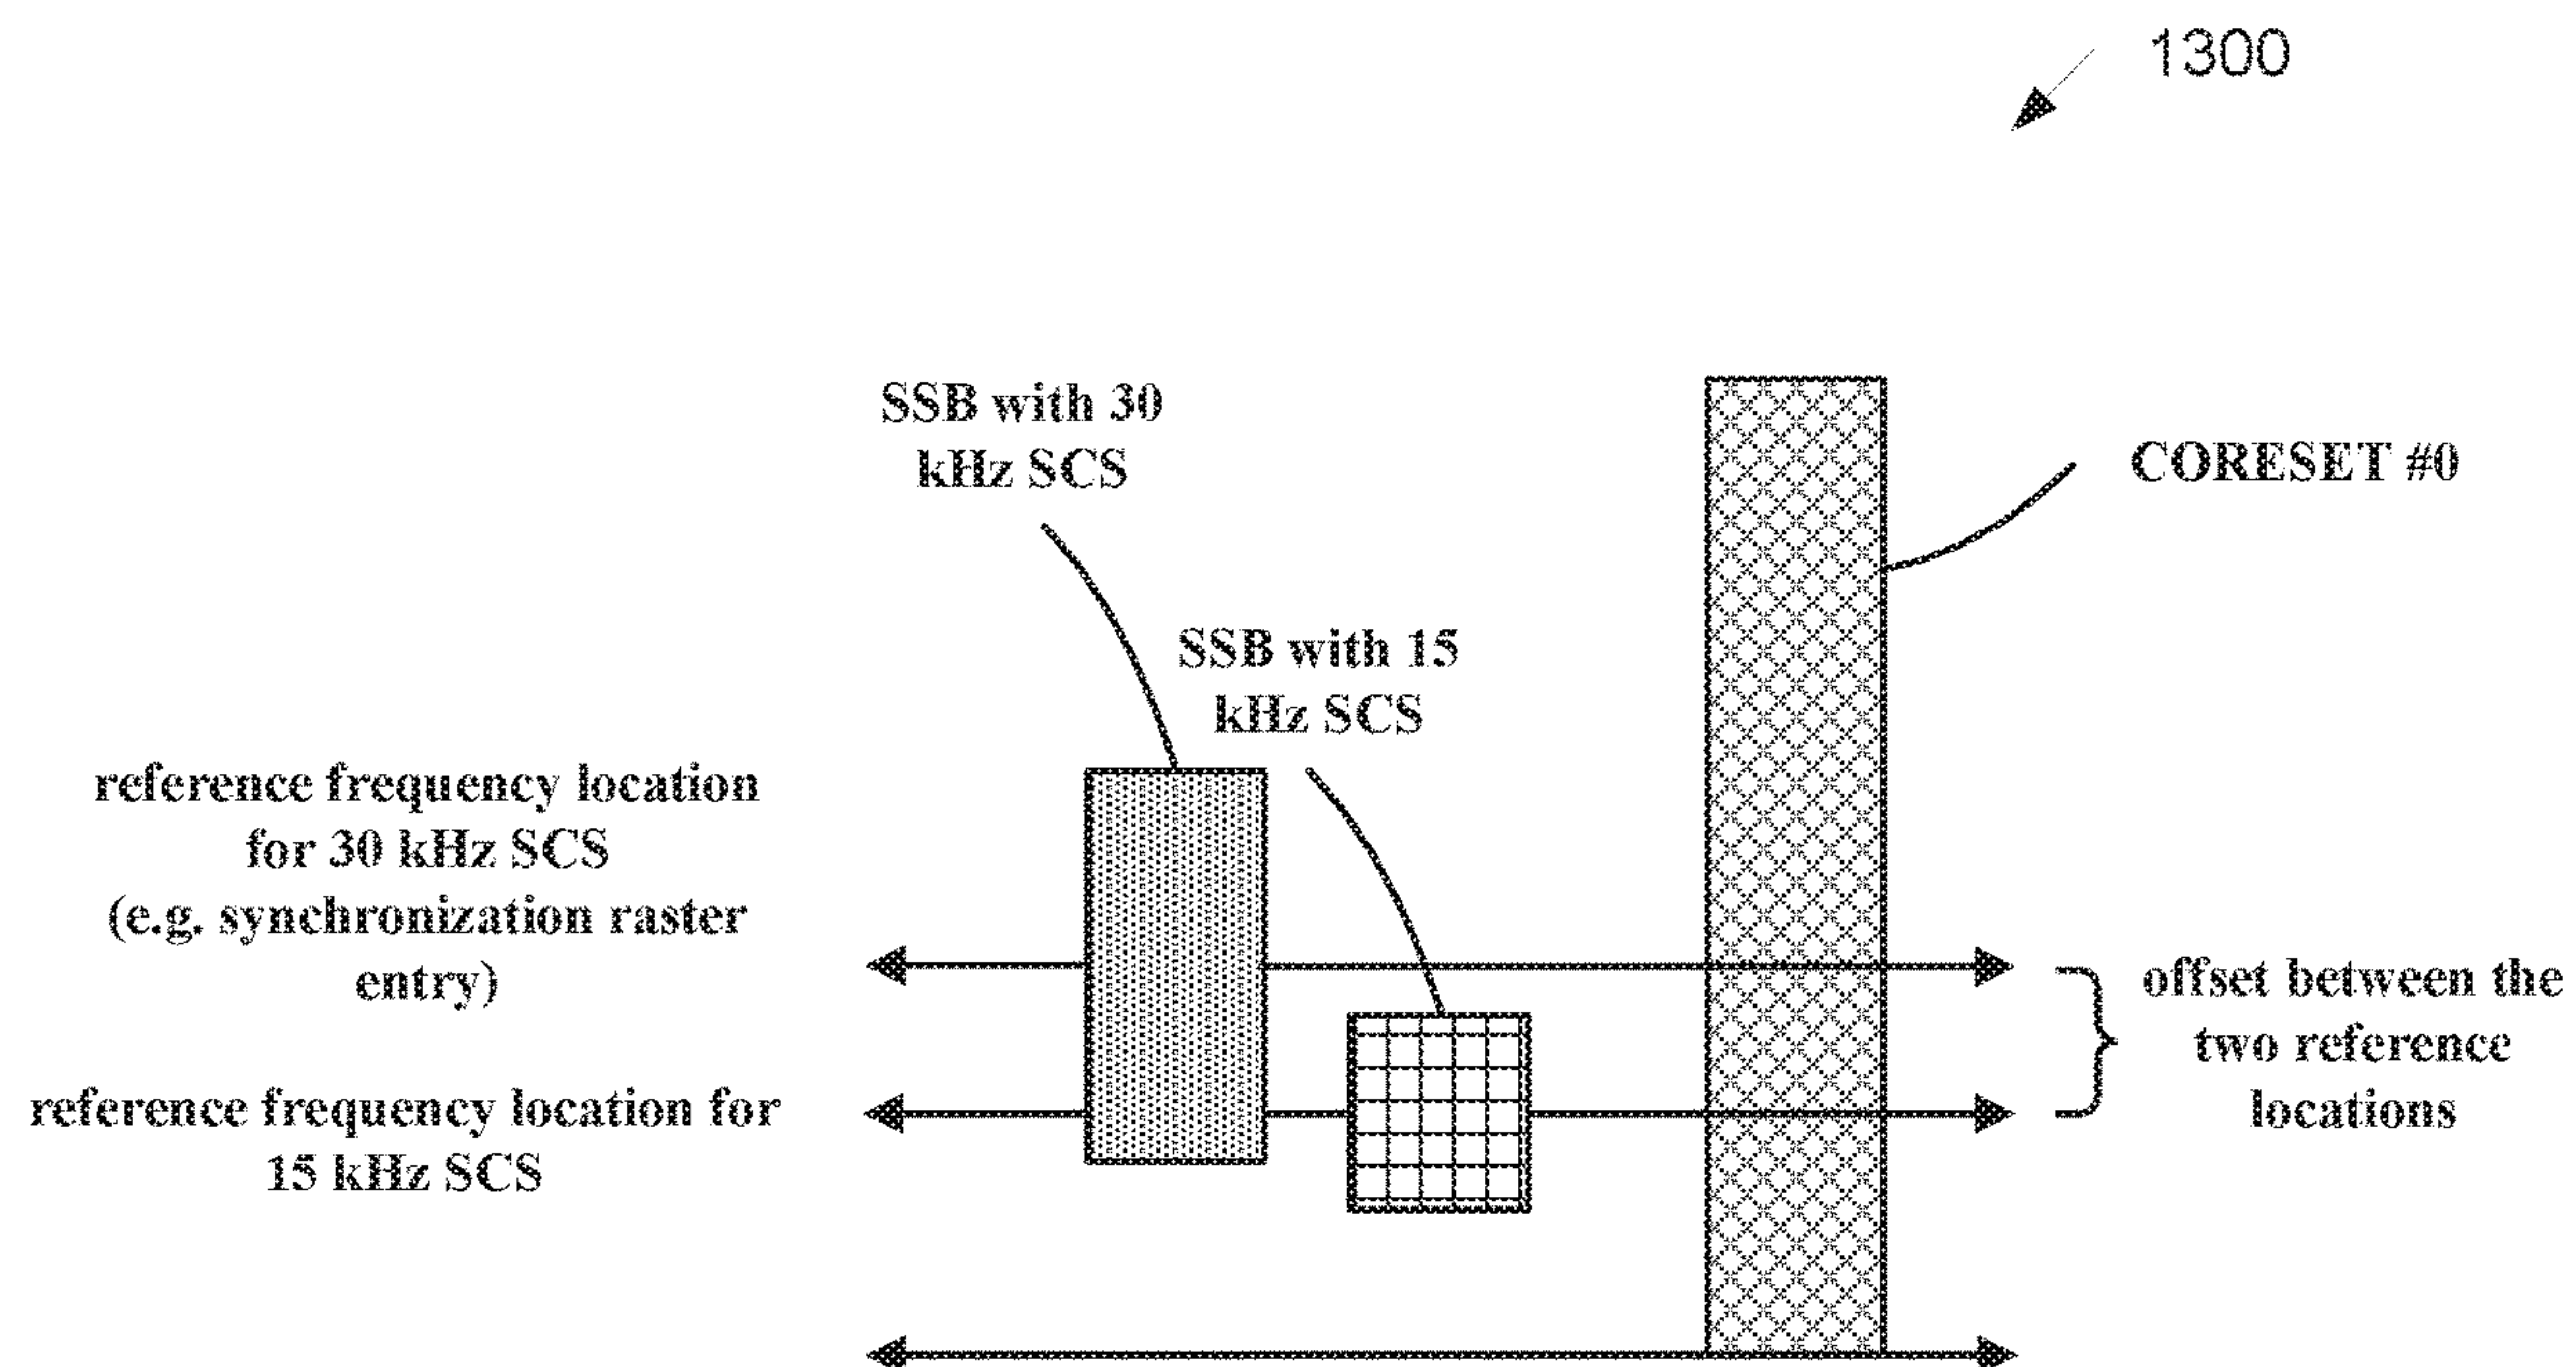 1300
SSB with 30
kHz SCS
CORESET #0
SSB with 15
kHz SCS
reference frequency location
for 30 kHz SCS
(e.g. synchronization raster
entry)
offset between the
two reference
locations
reference frequency location for
15 kHz SCS